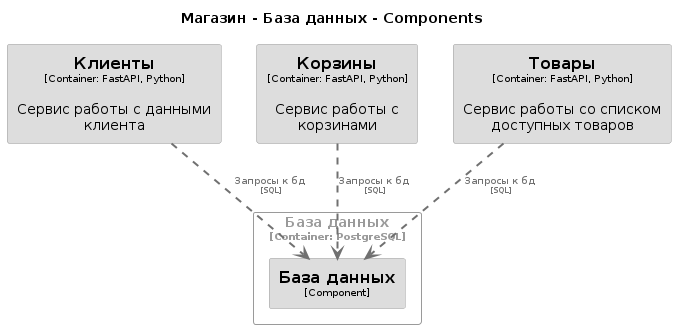 Магазин - База данных - Components
Клиенты
[Container: FastAPI, Python]
Сервис работы с данными
клиента
Корзины
[Container: FastAPI, Python]
Сервис работы с
корзинами
Товары
[Container: FastAPI, Python]
Сервис работы со списком
доступных товаров
Запросы к бд
[SQL]
Запросы к бд
[SQL]
Запросы к бд
[SQL]
База данных
[Container: PostgreSQL]
База данных
[Component]